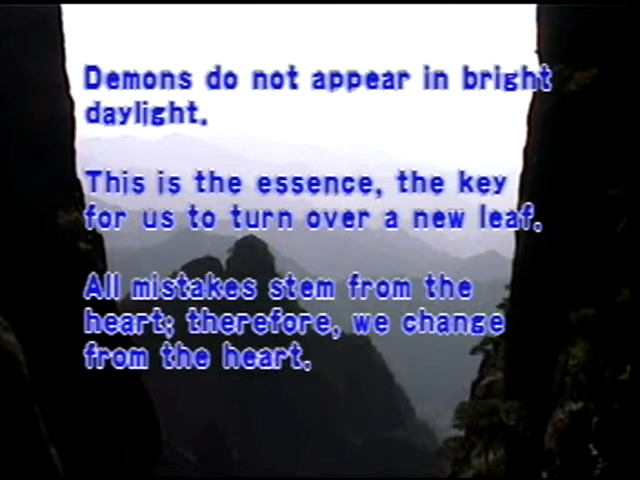 Demons do not appear in bright
daylight.
This is the essence, the key
for us to turn over a new leaf.
All mistakes stem from the
heart; therefore, we change
from the heart.